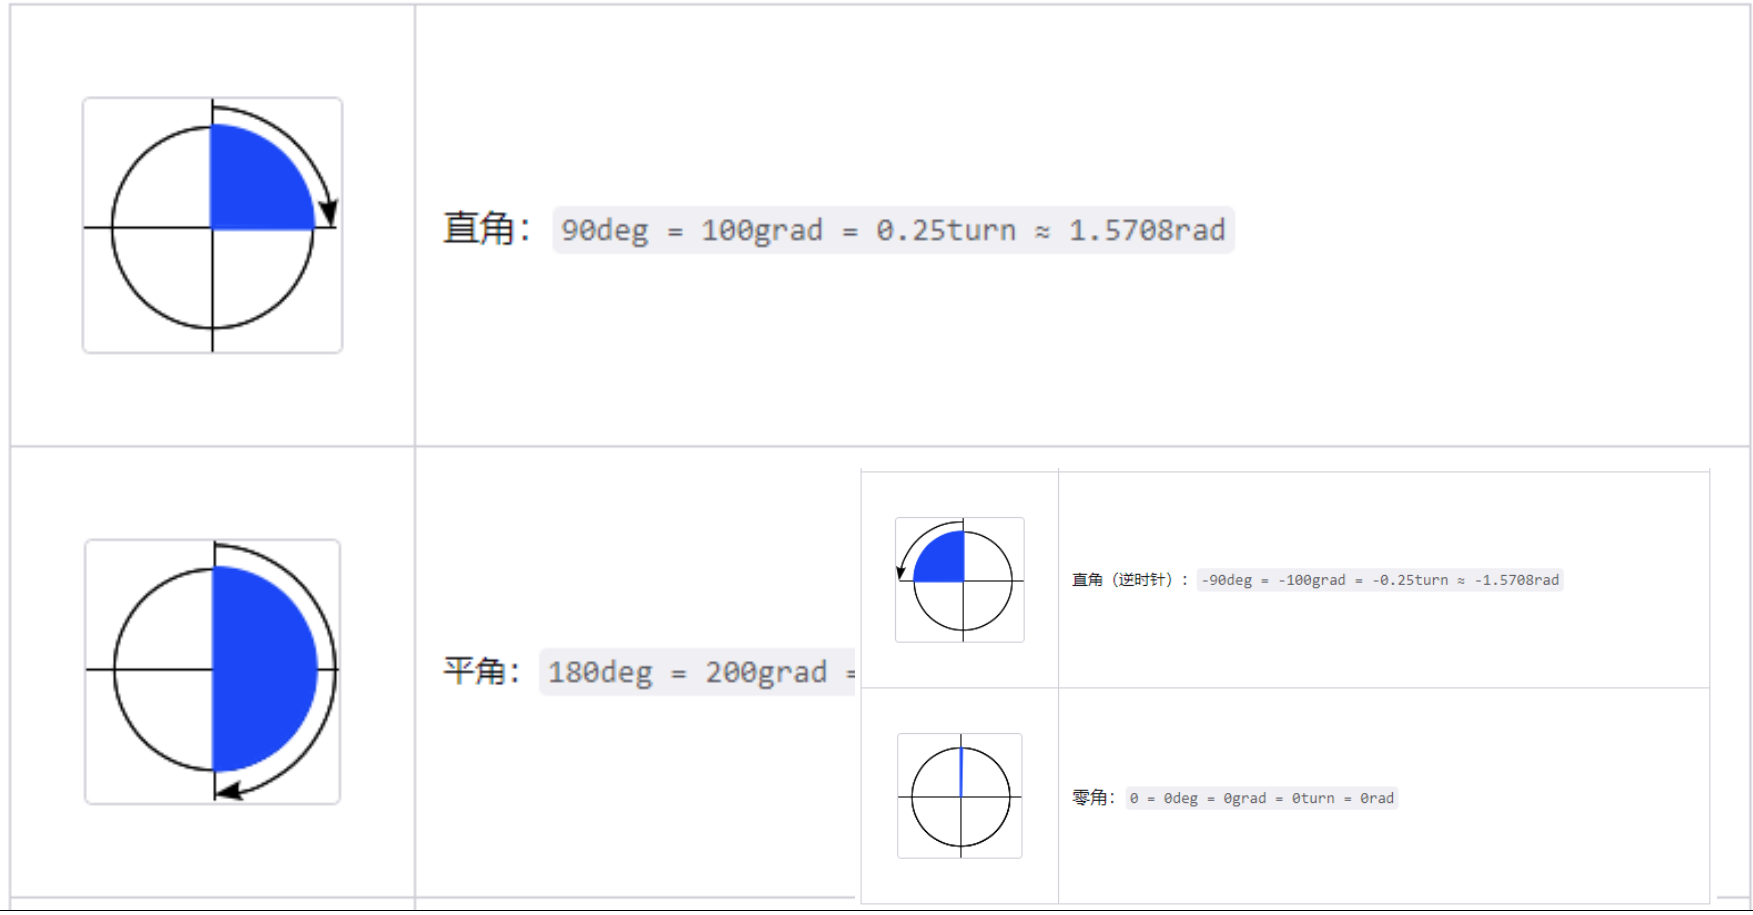 直角： 90deg = 100grad = 0.25turn ≈ 1.5708rad
平角： 180deg = 200grad =
直角（逆时针）： -90deg = -100grad = -0.25turn ≈ -1.5708rad
零角： 0 = 0deg = 0grad = 0turn = 0rad